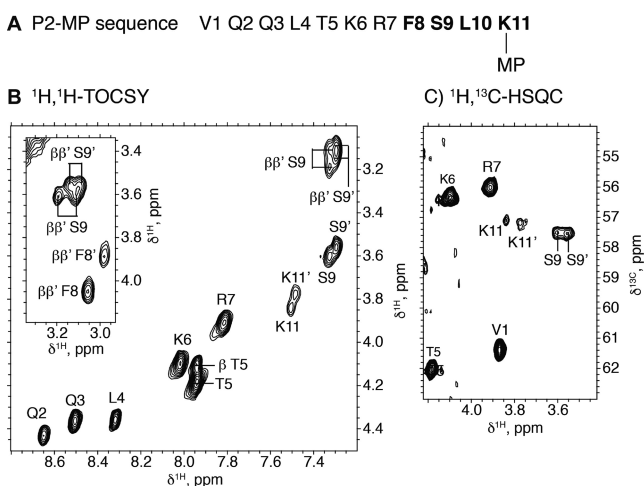 A P2-MP sequence V1 Q2 Q3 L4 T5 K6 R7 F8 S9 L10 K11
MP
B ¹H,¹H-TOCSY
C) ¹H,¹³C-HSQC
ββ' S9'
ββ' S9
ββ' F8'
ββ' F8
3.4
3.6
3.8
4.0
δ¹H, ppm
3.2 3.0
δ¹H, ppm
ββ' S9
ββ' S9'
S9'
S9
K11'
K11
R7
K6
β T5
T5
Q2
Q3
L4
3.2
3.4
3.6
3.8
4.0
4.2
4.4
δ¹H, ppm
8.6 8.4 8.2 8.0 7.8 7.6 7.4
δ¹H, ppm
K6
R7
K11
K11'
S9 S9'
V1
T5
55
56
57
58
59
60
61
62
δ¹³C, ppm
4.0 3.8 3.6
δ¹H, ppm